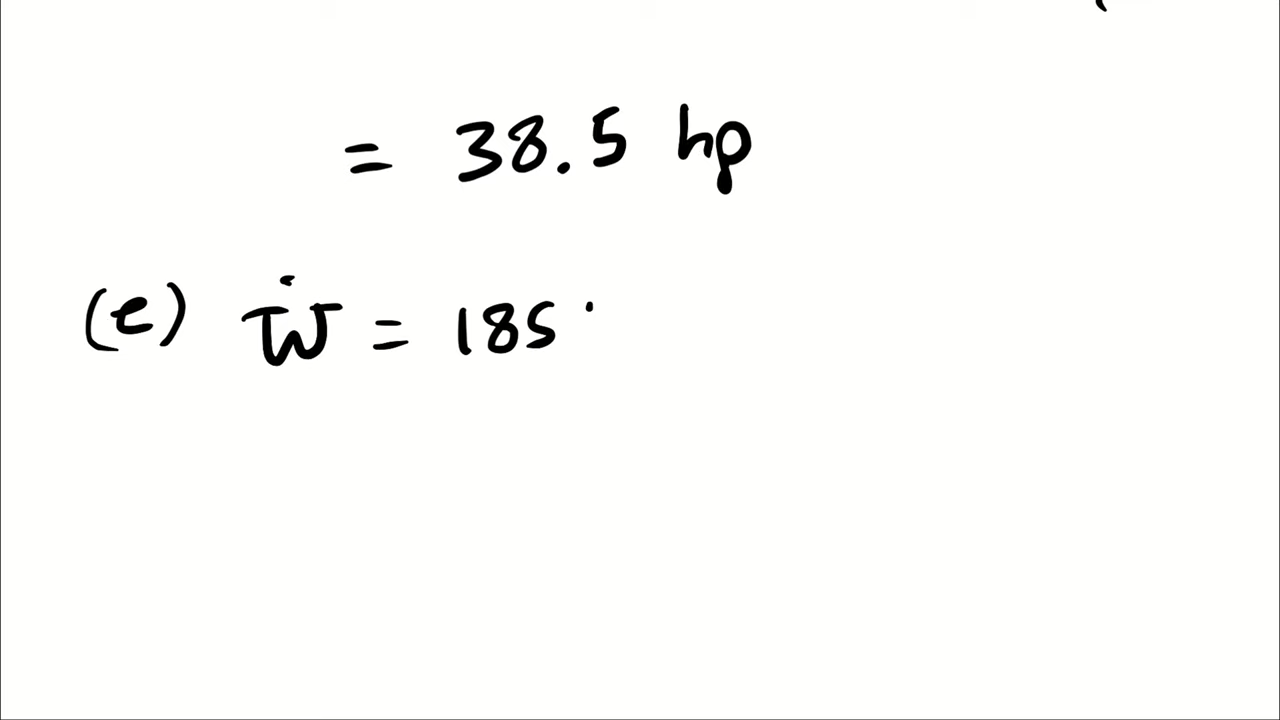 = 38.5 hp
(e) Ẇ = 185